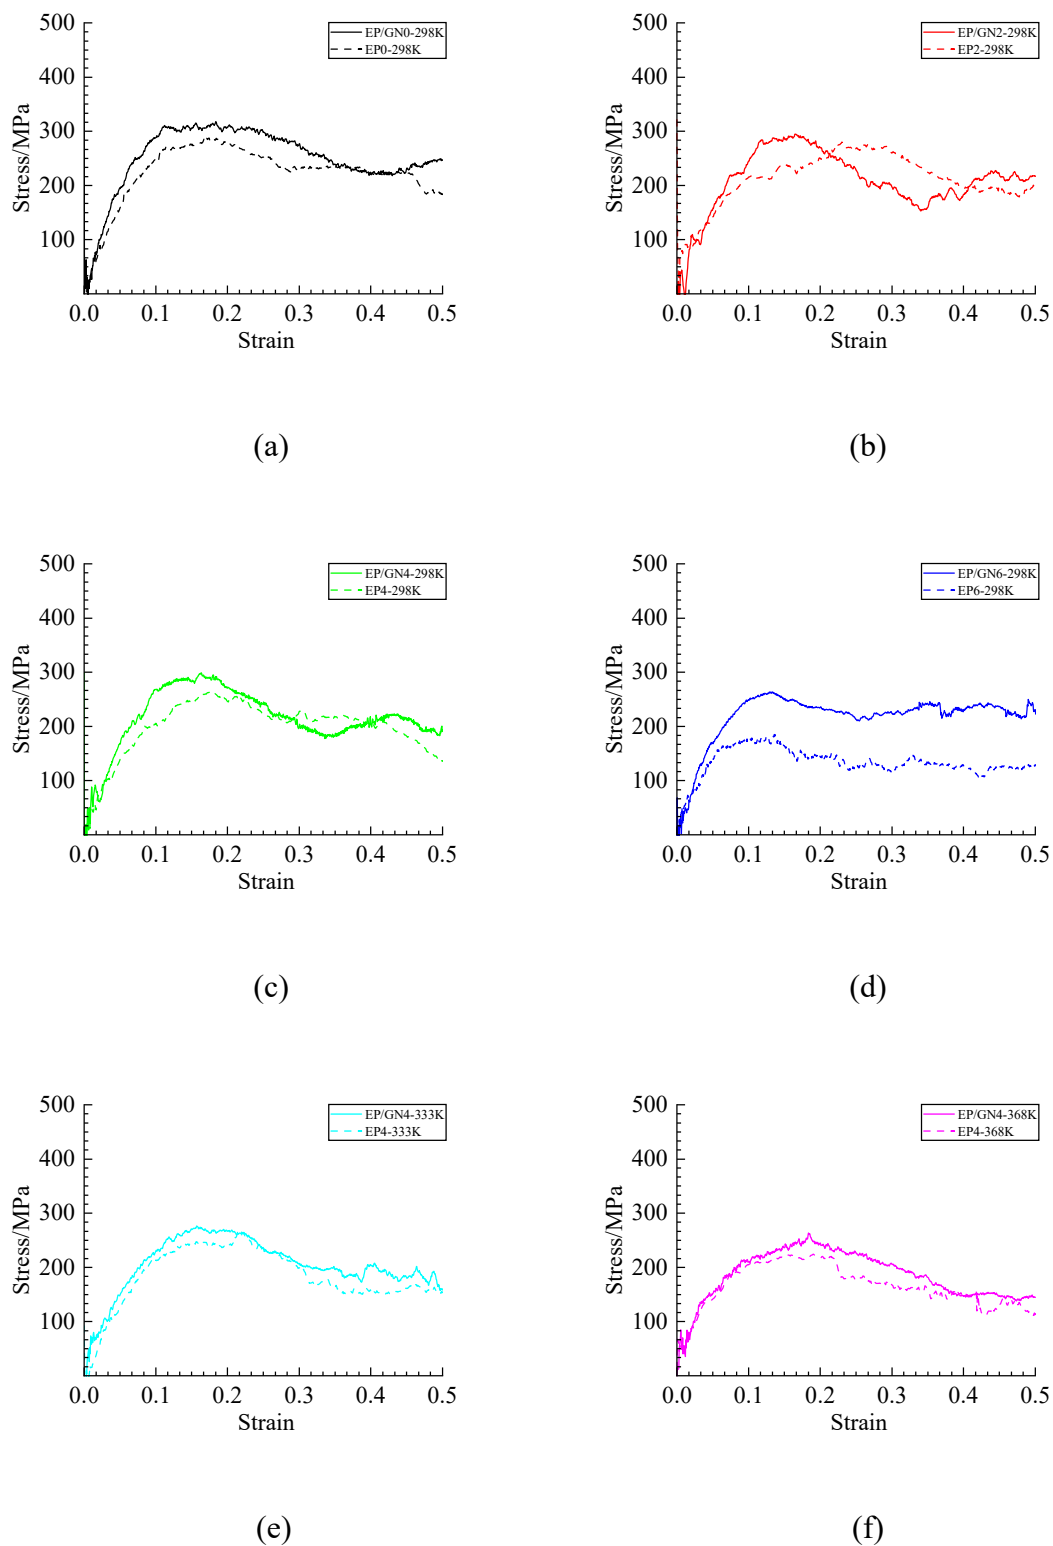 500
400
300
200
100
Stress/MPa
EP/GN0-298K
EP0-298K
0.0 0.1 0.2 0.3 0.4 0.5
Strain
(a)
500
400
300
200
100
Stress/MPa
EP/GN2-298K
EP2-298K
0.0 0.1 0.2 0.3 0.4 0.5
Strain
(b)
500
400
300
200
100
Stress/MPa
EP/GN4-298K
EP4-298K
0.0 0.1 0.2 0.3 0.4 0.5
Strain
(c)
500
400
300
200
100
Stress/MPa
EP/GN6-298K
EP6-298K
0.0 0.1 0.2 0.3 0.4 0.5
Strain
(d)
500
400
300
200
100
Stress/MPa
EP/GN4-333K
EP4-333K
0.0 0.1 0.2 0.3 0.4 0.5
Strain
(e)
500
400
300
200
100
Stress/MPa
EP/GN4-368K
EP4-368K
0.0 0.1 0.2 0.3 0.4 0.5
Strain
(f)